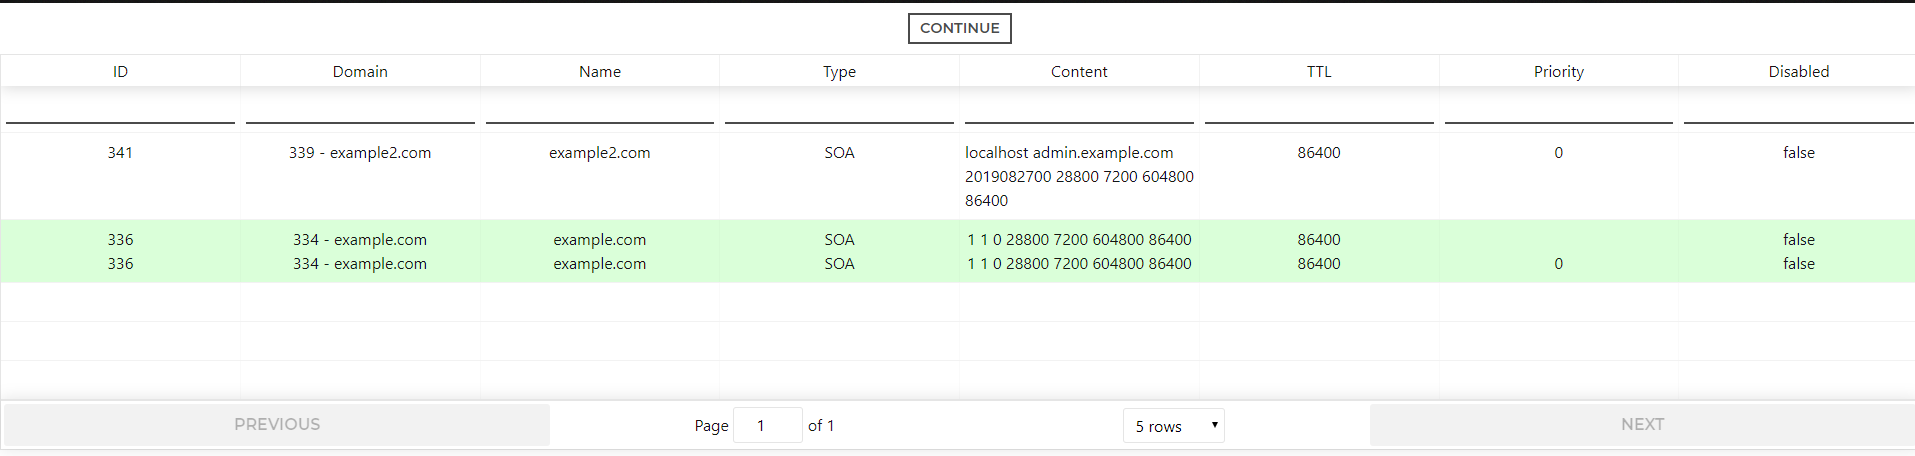 CONTINUE
ID Domain Name Type Content TTL Priority Disabled
341 339 - example2.com example2.com SOA localhost admin.example.com 86400 0 false
2019082700 28800 7200 604800
86400
336 334 - example.com example.com SOA 1 1 0 28800 7200 604800 86400 86400 false
336 334 - example.com example.com SOA 1 1 0 28800 7200 604800 86400 86400 0 false
PREVIOUS Page 1 of 1 5 rows NEXT